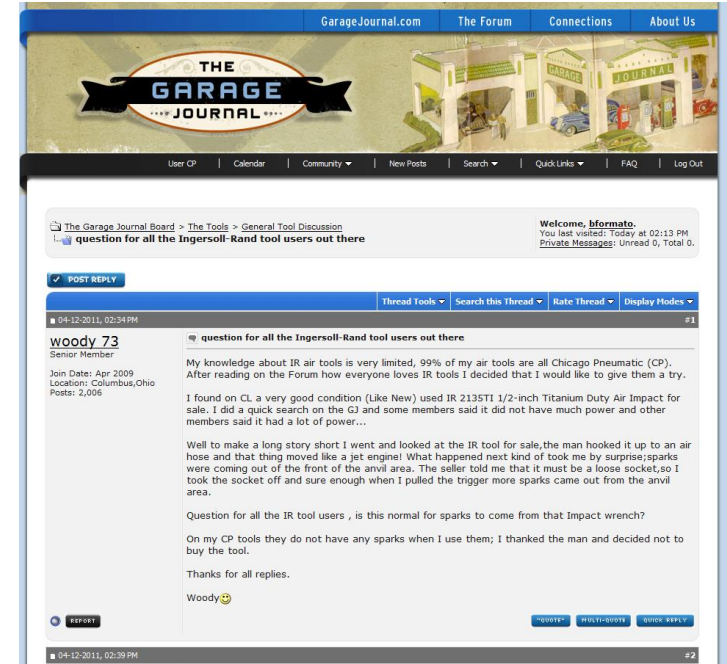 GarageJournal.com The Forum Connections About Us
THE
GARAGE
JOURNAL
GARAGE JOURNAL
User CP | Calendar | Community | New Posts | Search | Quick Links | FAQ | Log Out
The Garage Journal Board > The Tools > General Tool Discussion
question for all the Ingersoll-Rand tool users out there
Welcome, bformato.
You last visited: Today at 02:13 PM
Private Messages: Unread 0, Total 0.
POST REPLY
Thread Tools Search this Thread Rate Thread Display Modes
04-12-2011, 02:34 PM #1
woody 73
Senior Member
Join Date: Apr 2009
Location: Columbus,Ohio
Posts: 2,006
question for all the Ingersoll-Rand tool users out there
My knowledge about IR air tools is very limited, 99% of my air tools are all Chicago Pneumatic (CP).
After reading on the Forum how everyone loves IR tools I decided that I would like to give them a try.
I found on CL a very good condition (Like New) used IR 2135TI 1/2-inch Titanium Duty Air Impact for
sale. I did a quick search on the GJ and some members said it did not have much power and other
members said it had a lot of power...
Well to make a long story short I went and looked at the IR tool for sale,the man hooked it up to an air
hose and that thing moved like a jet engine! What happened next kind of took me by surprise;sparks
were coming out of the front of the anvil area. The seller told me that it must be a loose socket,so I
took the socket off and sure enough when I pulled the trigger more sparks came out from the anvil
area.
Question for all the IR tool users , is this normal for sparks to come from that Impact wrench?
On my CP tools they do not have any sparks when I use them; I thanked the man and decided not to
buy the tool.
Thanks for all replies.
Woody
REPORT
"QUOTE" MULTI-QUOTE QUICK REPLY
04-12-2011, 02:39 PM #2